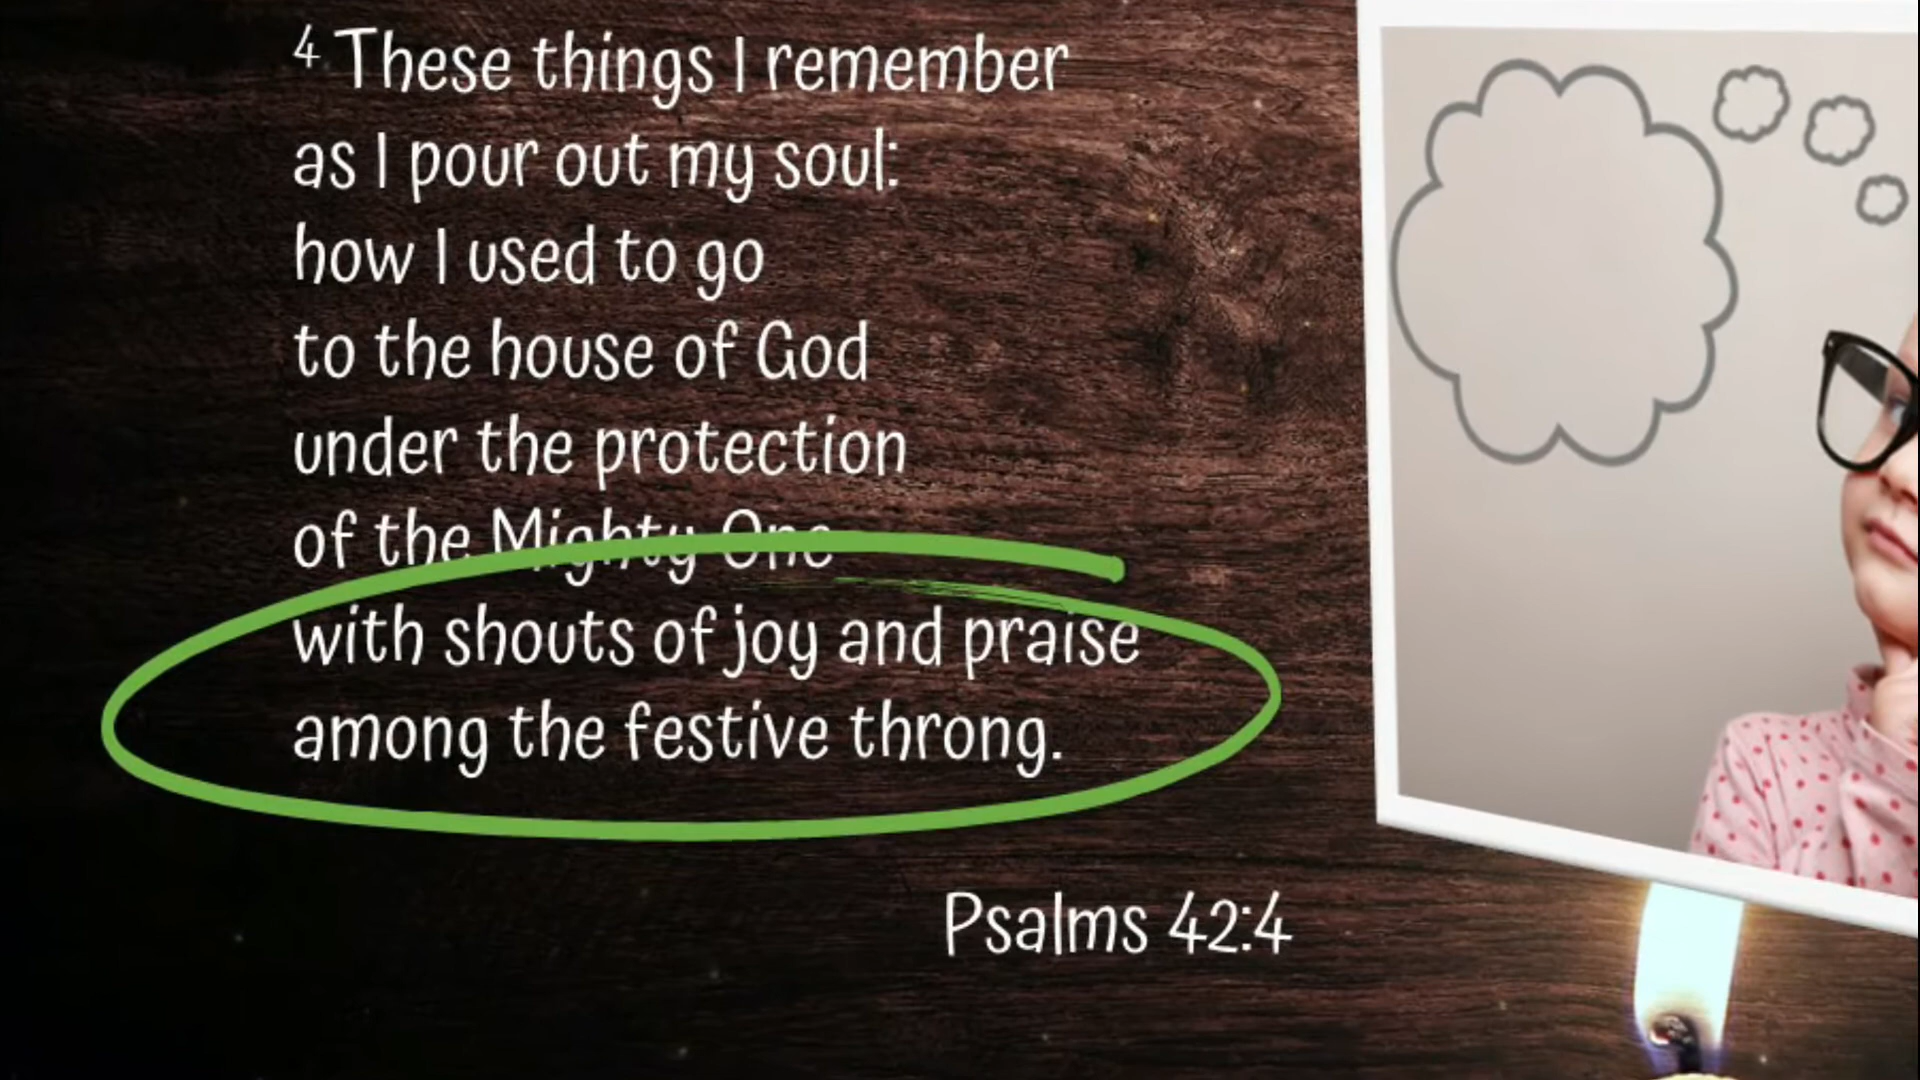 4 These things I remember
as I pour out my soul:
how I used to go
to the house of God
under the protection
of the Mighty One
with shouts of joy and praise
among the festive throng.
Psalms 42:4